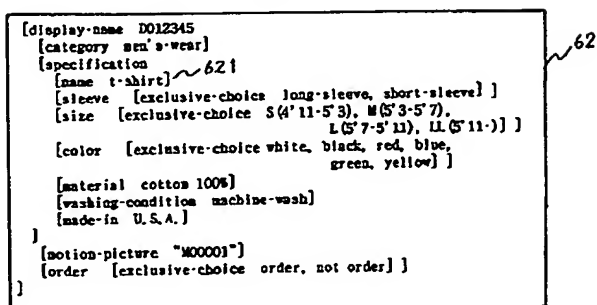 [display-name D012345
[category men's-wear]
[specification
[name t-shirt] 621
[sleeve [exclusive-choice long-sleeve, short-sleeve] ]
[size [exclusive-choice S(4'11-5'3), M(5'3-5'7),
L(5'7-5'11), LL(5'11-)] ]
[color [exclusive-choice white, black, red, blue,
green, yellow] ]
[material cotton 100%]
[washing-condition machine-wash]
[made-in U.S.A.]
]
[motion-picture "M00001"]
[order [exclusive-choice order, not order] ]
]
62